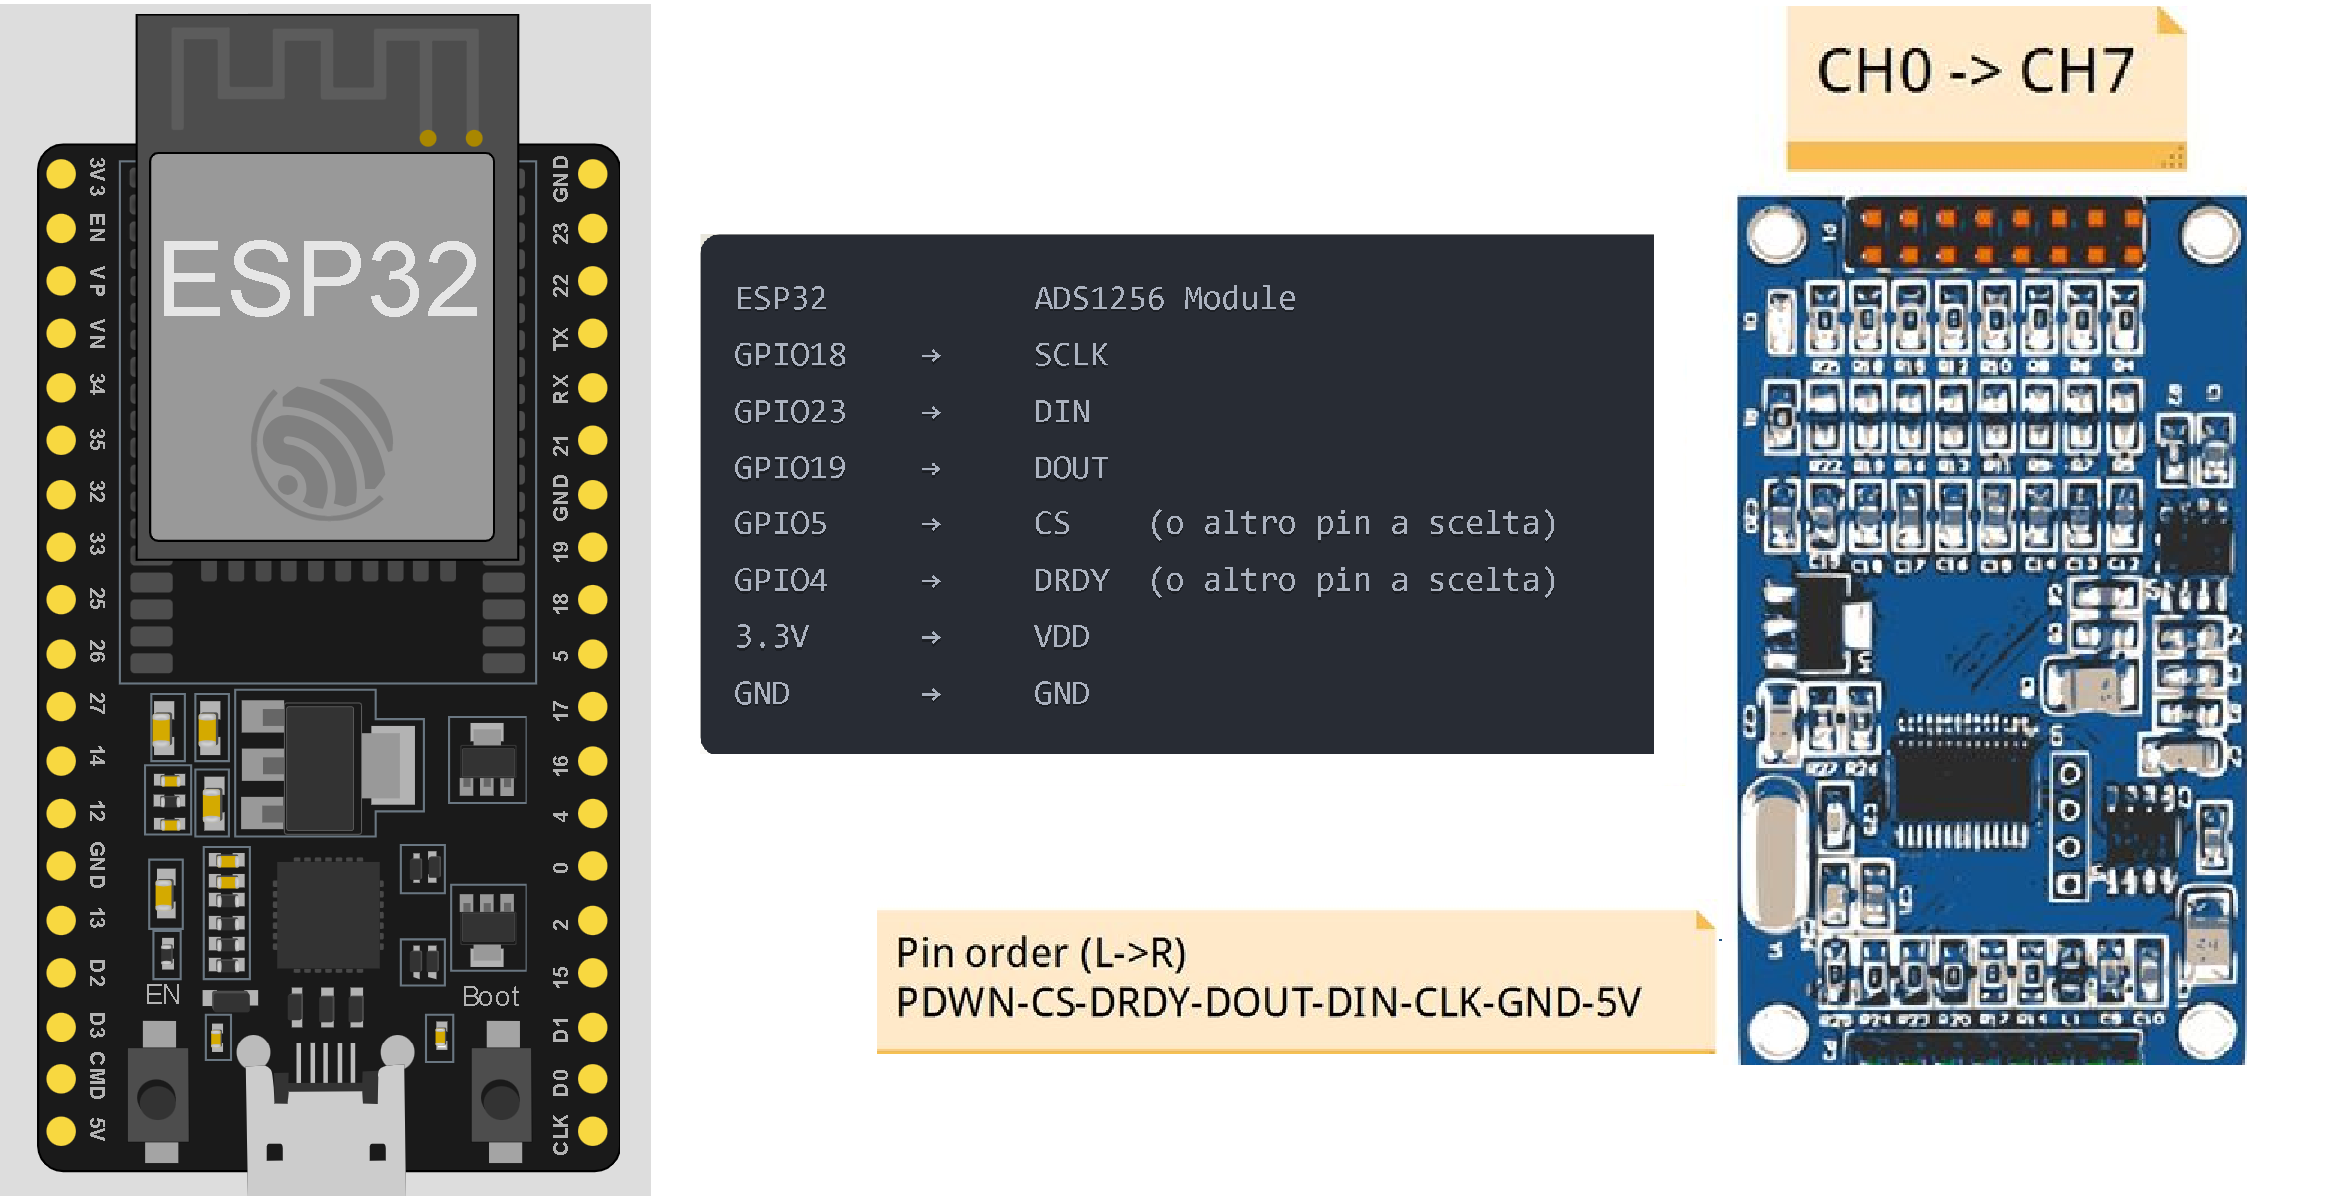 3V3
EN
VP
VN
34
35
32
33
25
26
27
14
12
GND
13
D2
D3
CMD
5V
ESP32
EN
Boot
GND
23
22
TX
RX
21
GND
19
18
5
17
16
4
0
2
15
D1
D0
CLK
ESP32 ADS1256 Module
GPIO18 → SCLK
GPIO23 → DIN
GPIO19 → DOUT
GPIO5 → CS (o altro pin a scelta)
GPIO4 → DRDY (o altro pin a scelta)
3.3V → VDD
GND → GND
Pin order (L->R)
PDWN-CS-DRDY-DOUT-DIN-CLK-GND-5V
CH0 -> CH7